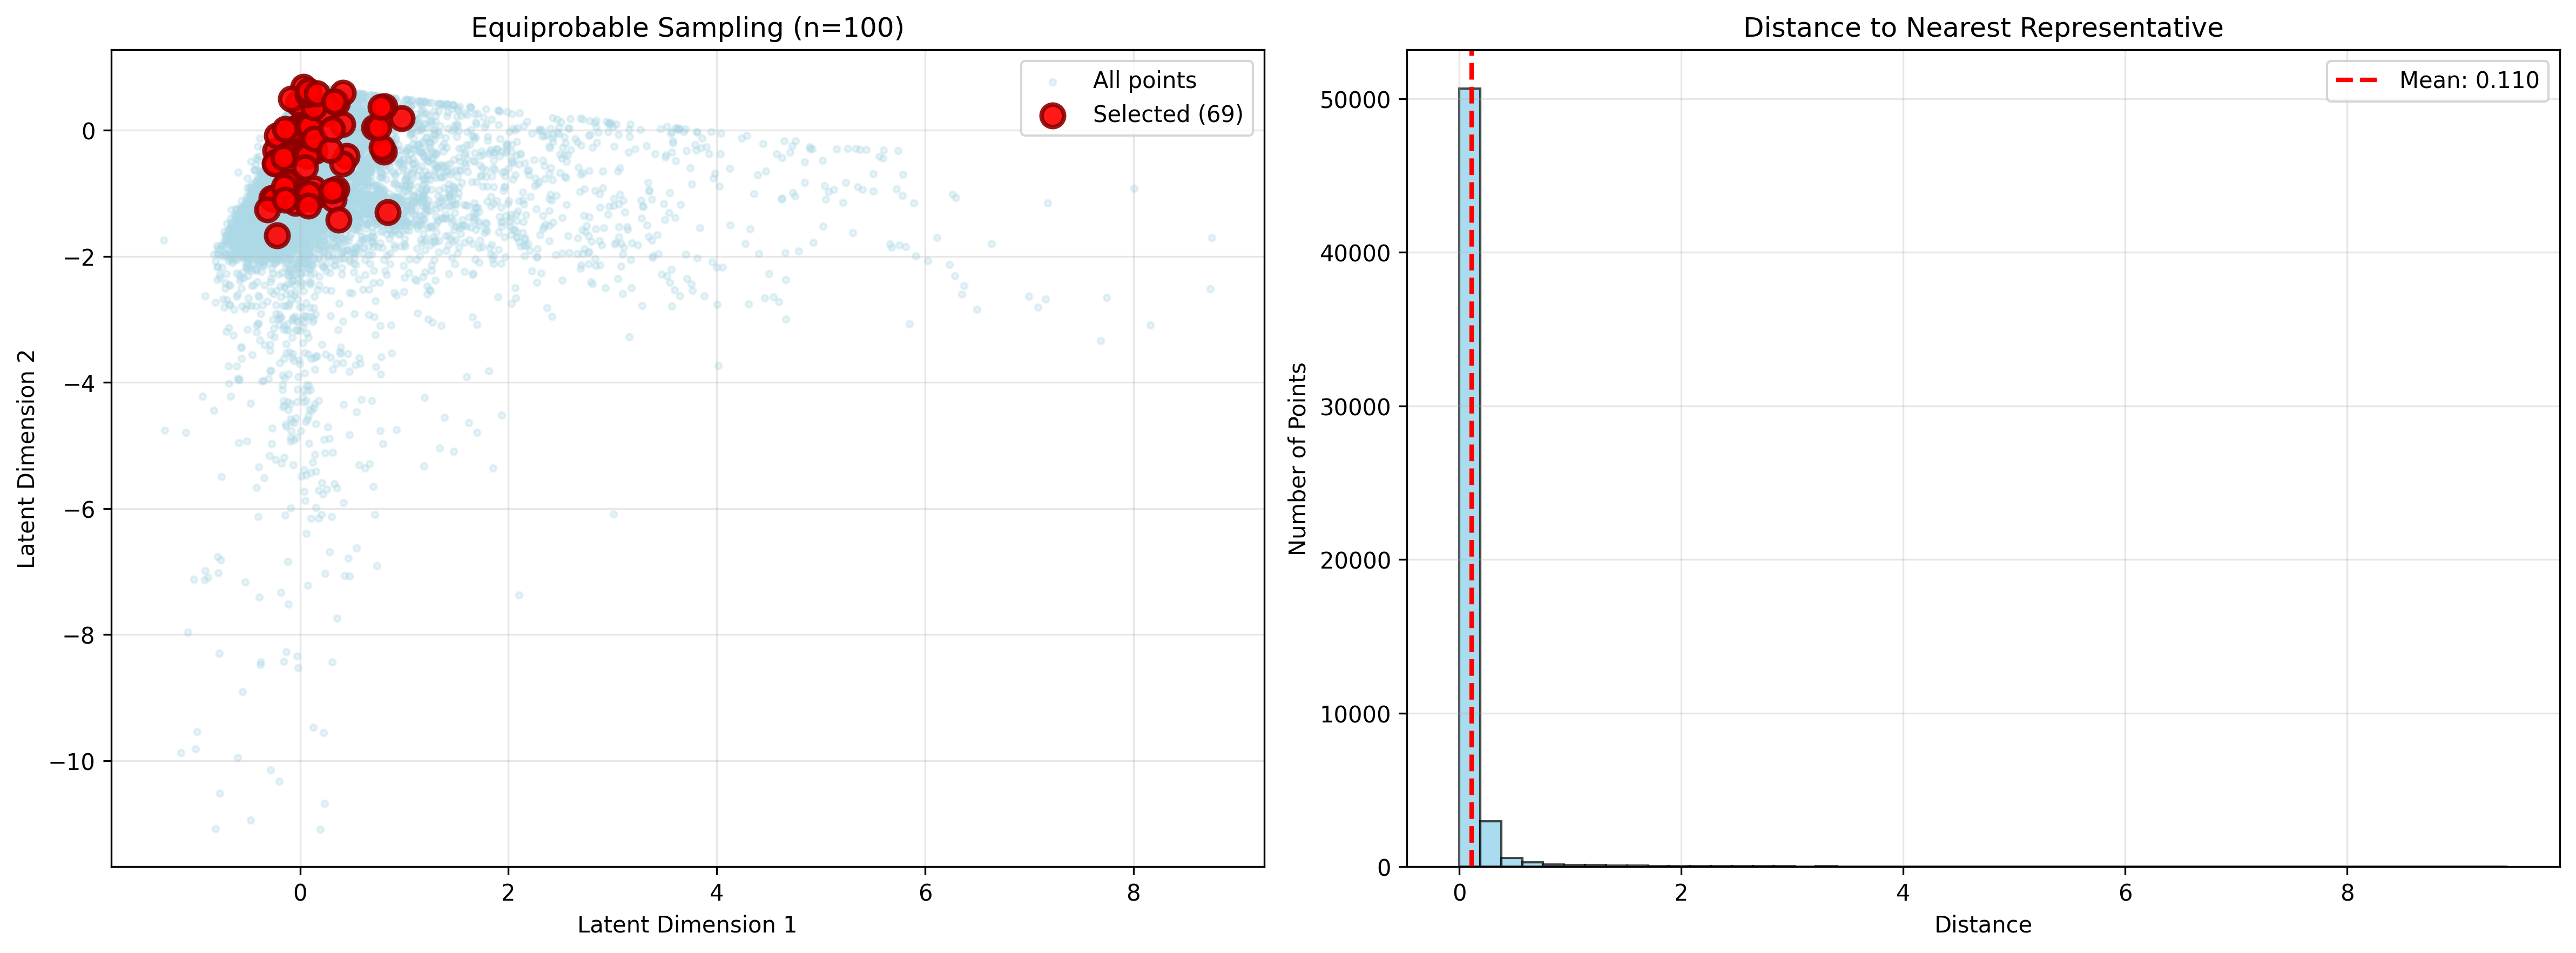 Equiprobable Sampling (n=100)
All points
Selected (69)
0
−2
−4
−6
−8
−10
Latent Dimension 2
0
2
4
6
8
Latent Dimension 1
Distance to Nearest Representative
Mean: 0.110
50000
40000
30000
20000
10000
0
Number of Points
0
2
4
6
8
Distance